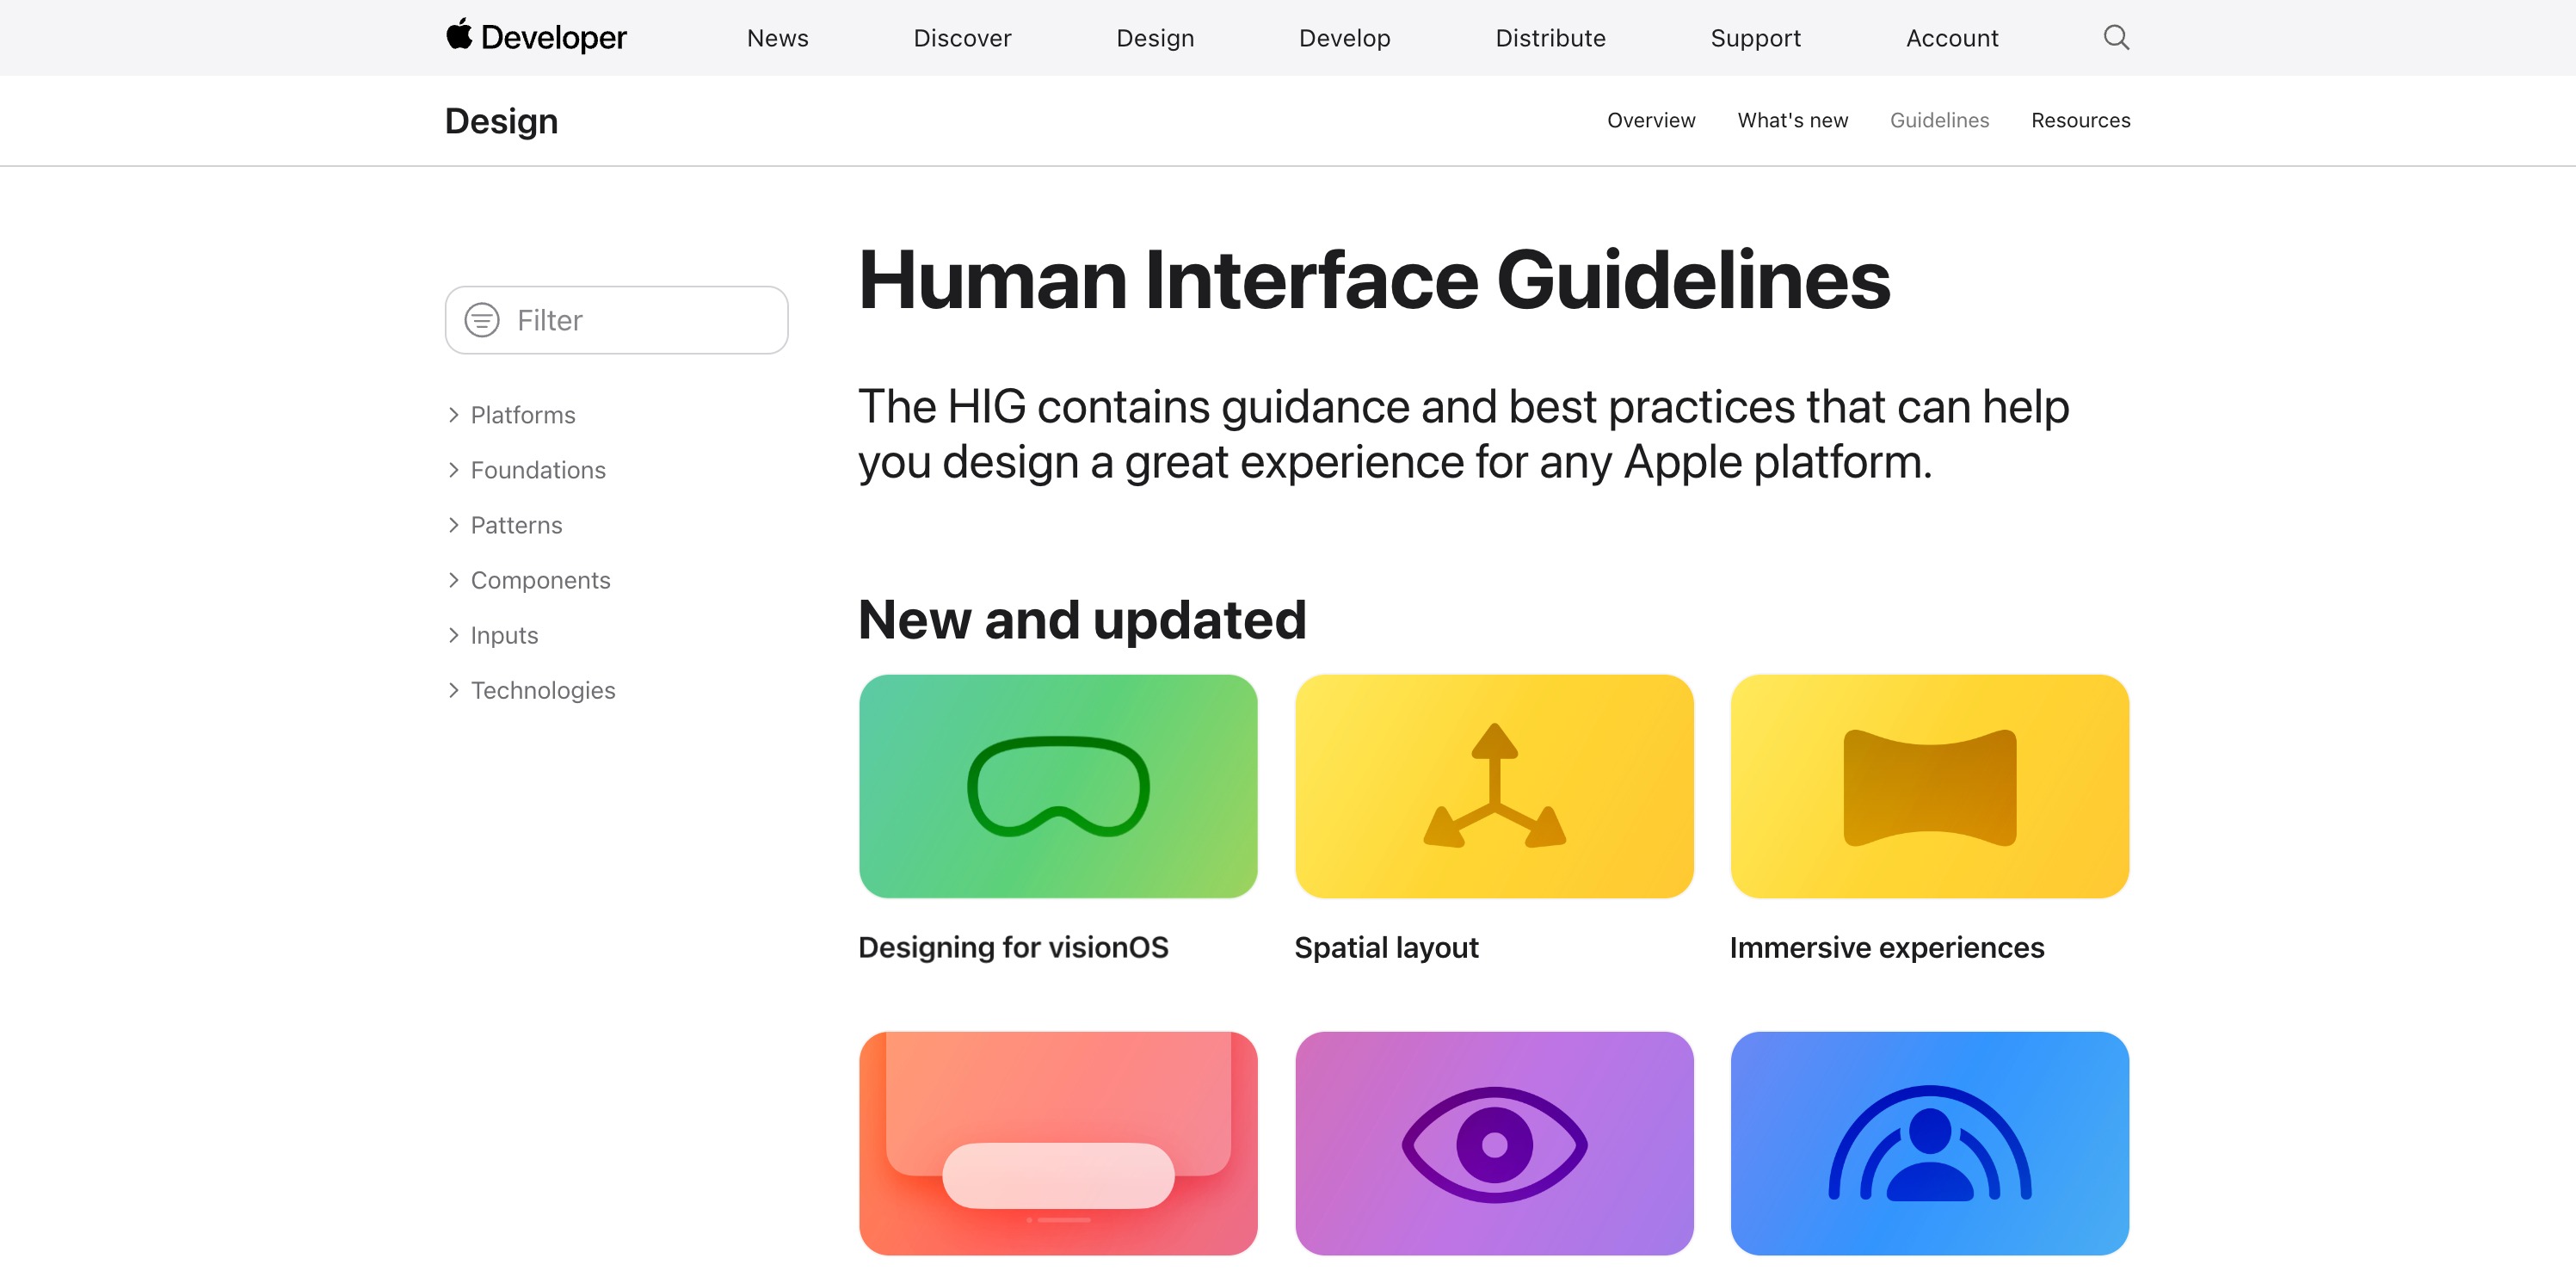 Developer
News
Discover
Design
Develop
Distribute
Support
Account
Design
Overview
What's new
Guidelines
Resources
Filter
Platforms
Foundations
Patterns
Components
Inputs
Technologies
Human Interface Guidelines
The HIG contains guidance and best practices that can help
you design a great experience for any Apple platform.
New and updated
Designing for visionOS
Spatial layout
Immersive experiences